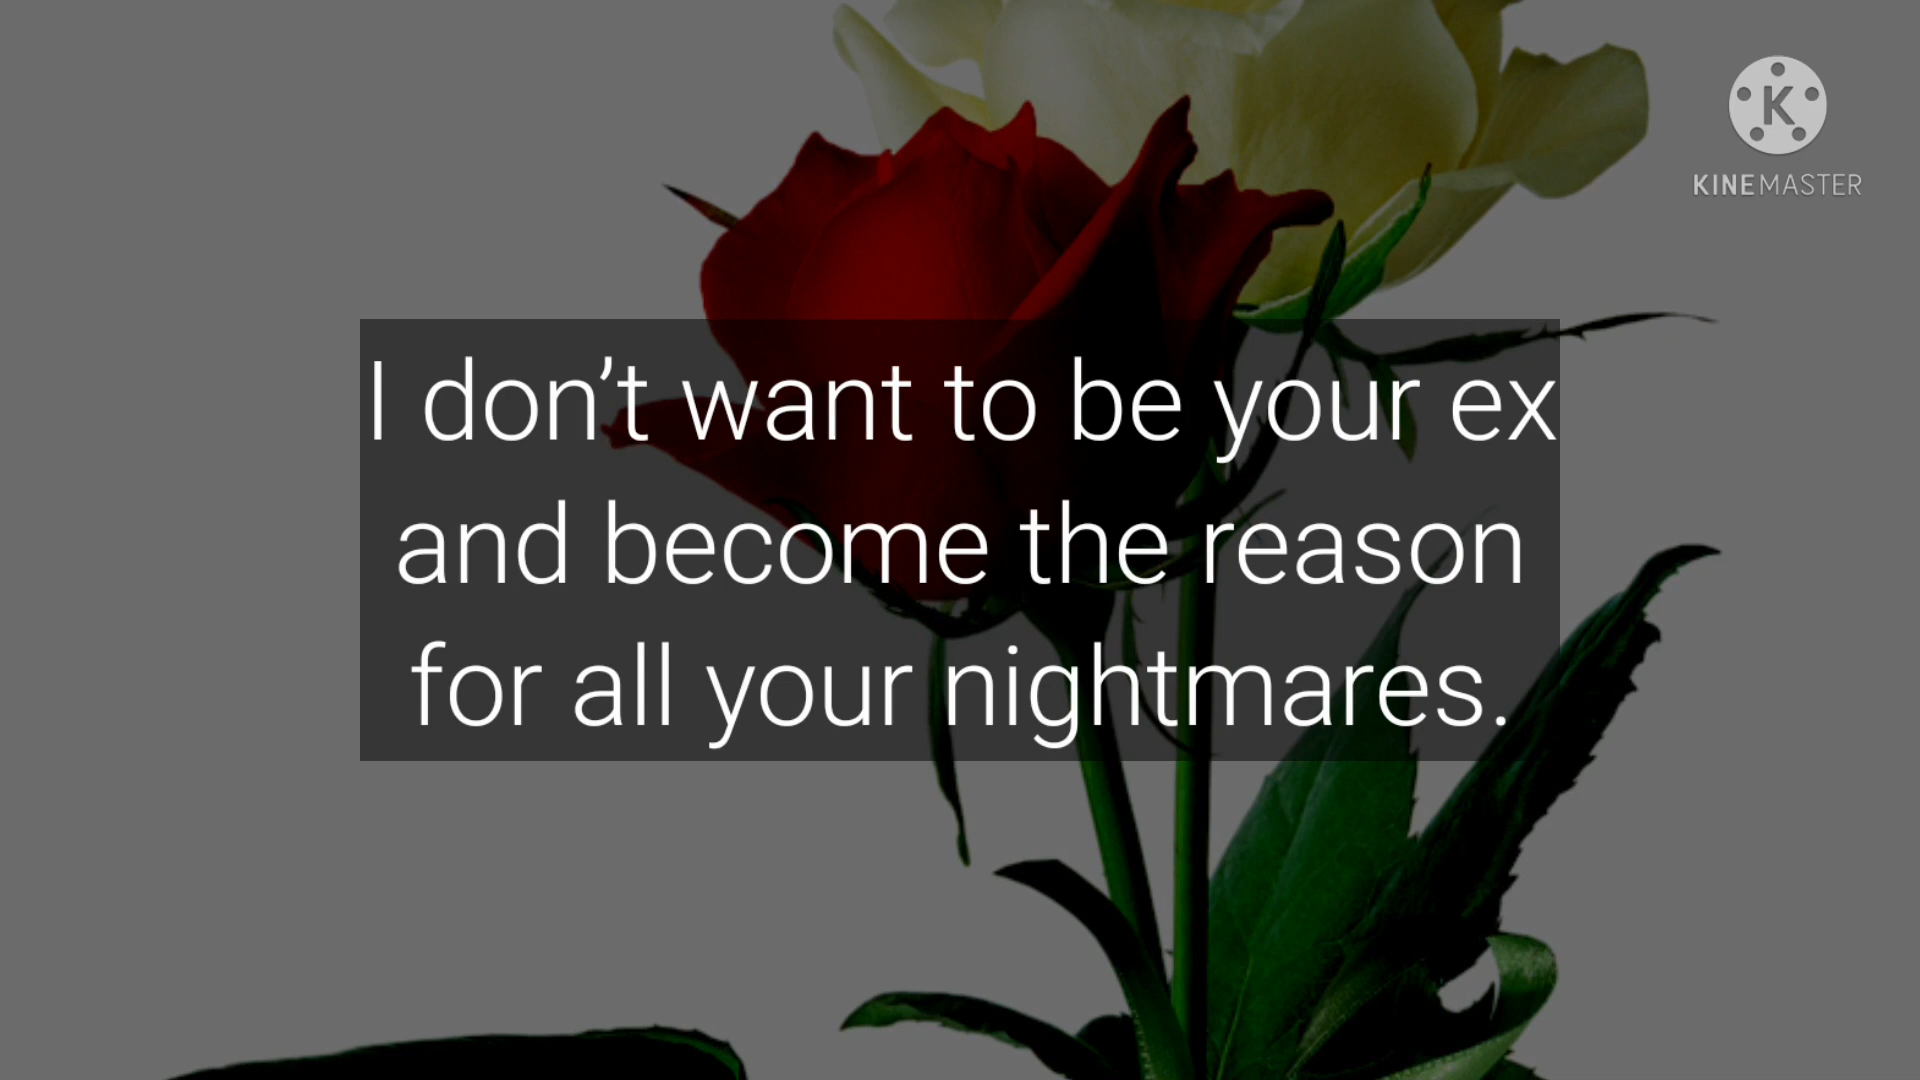 K
KINEMASTER
I don’t want to be your ex
and become the reason
for all your nightmares.